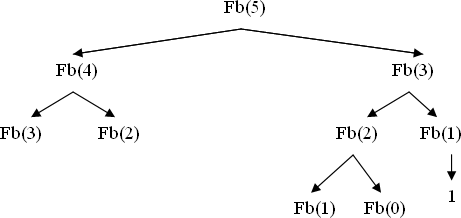 Fb(5)
Fb(4) Fb(3)
Fb(3) Fb(2) Fb(2) Fb(1)
Fb(1) Fb(0) 1